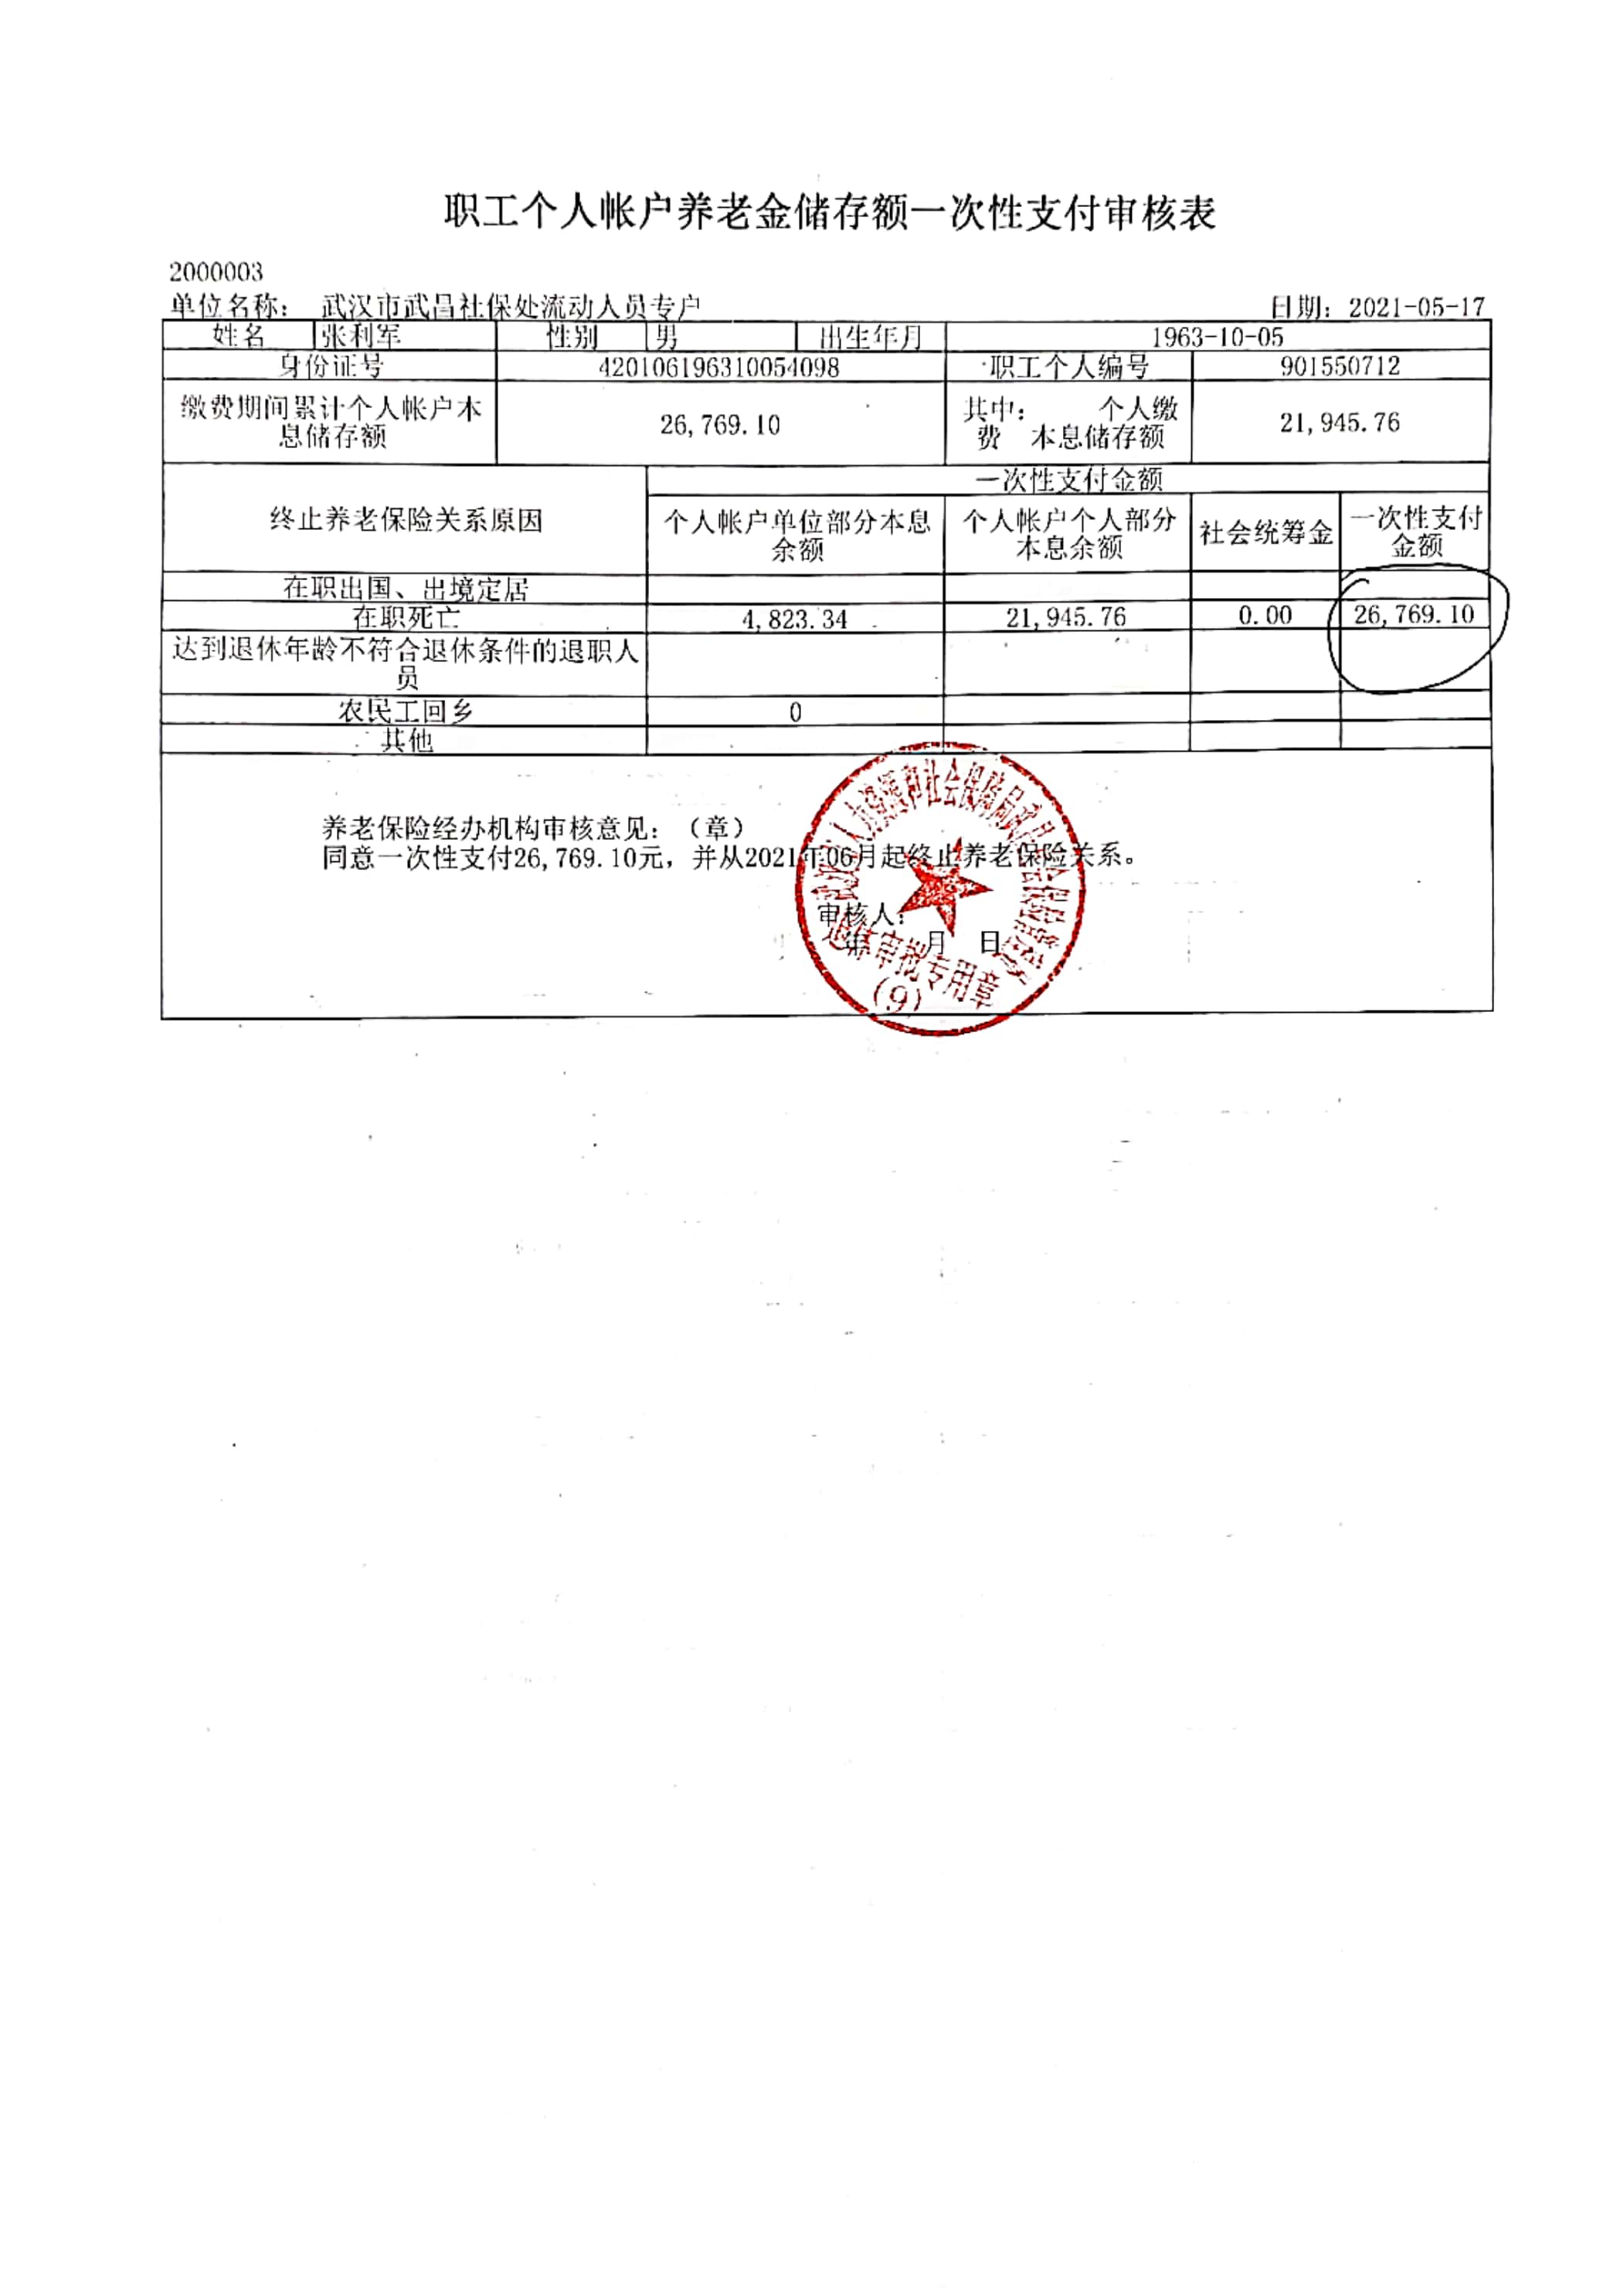 职工个人帐户养老金储存额一次性支付审核表
2000003
单位名称： 武汉市武昌社保处流动人员专户 日期：2021-05-17
姓名 张利军 性别 男 出生年月 1963-10-05
身份证号 420106196310054098 职工个人编号 901550712
缴费期间累计个人帐户本
息储存额
26,769.10
其中： 个人缴
费 本息储存额
21,945.76
终止养老保险关系原因
一次性支付金额
个人帐户单位部分本息
余额
个人帐户个人部分
本息余额
社会统筹金
一次性支付
金额
在职出国、出境定居
在职死亡 4,823.34 21,945.76 0.00 26,769.10
达到退休年龄不符合退休条件的退职人
员
农民工回乡 0
其他
养老保险经办机构审核意见：（章）
同意一次性支付26,769.10元，并从2021年06月起终止养老保险关系。
审核人：
年 月 日
审批专用章
(9)